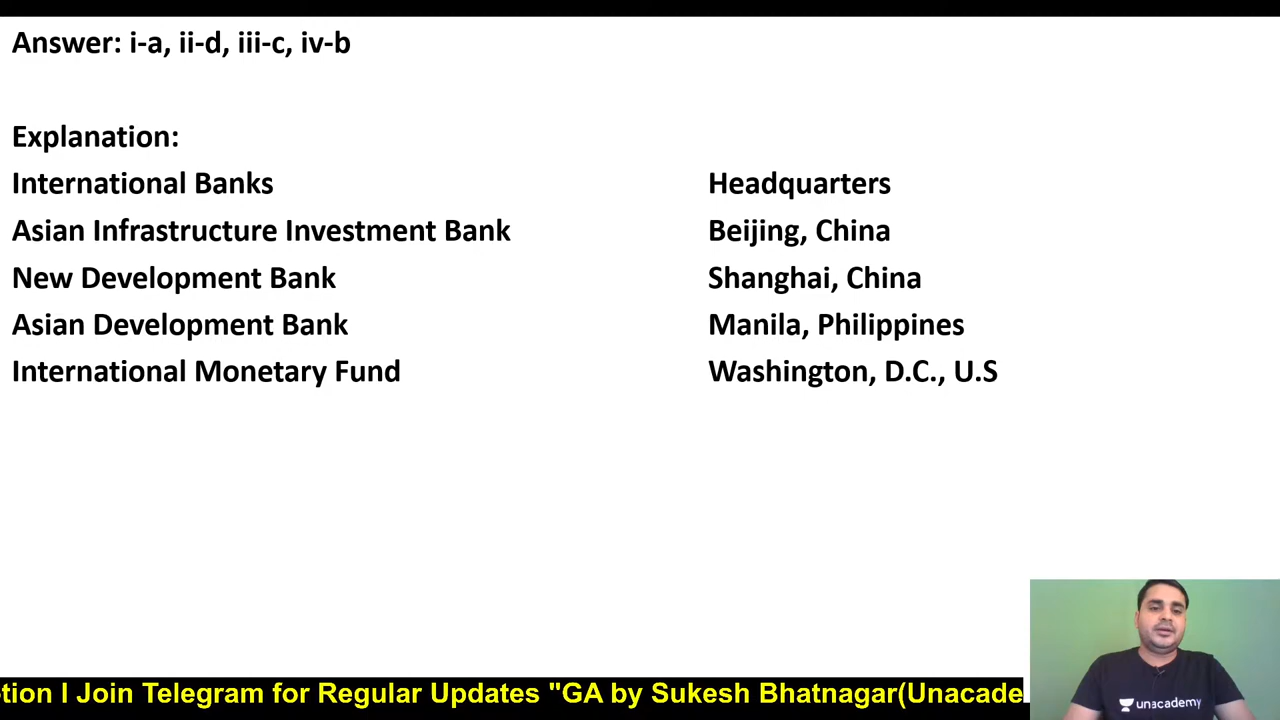 Answer: i-a, ii-d, iii-c, iv-b
Explanation:
International Banks Headquarters
Asian Infrastructure Investment Bank Beijing, China
New Development Bank Shanghai, China
Asian Development Bank Manila, Philippines
International Monetary Fund Washington, D.C., U.S
unacademy
tion I Join Telegram for Regular Updates "GA by Sukesh Bhatnagar(Unacade